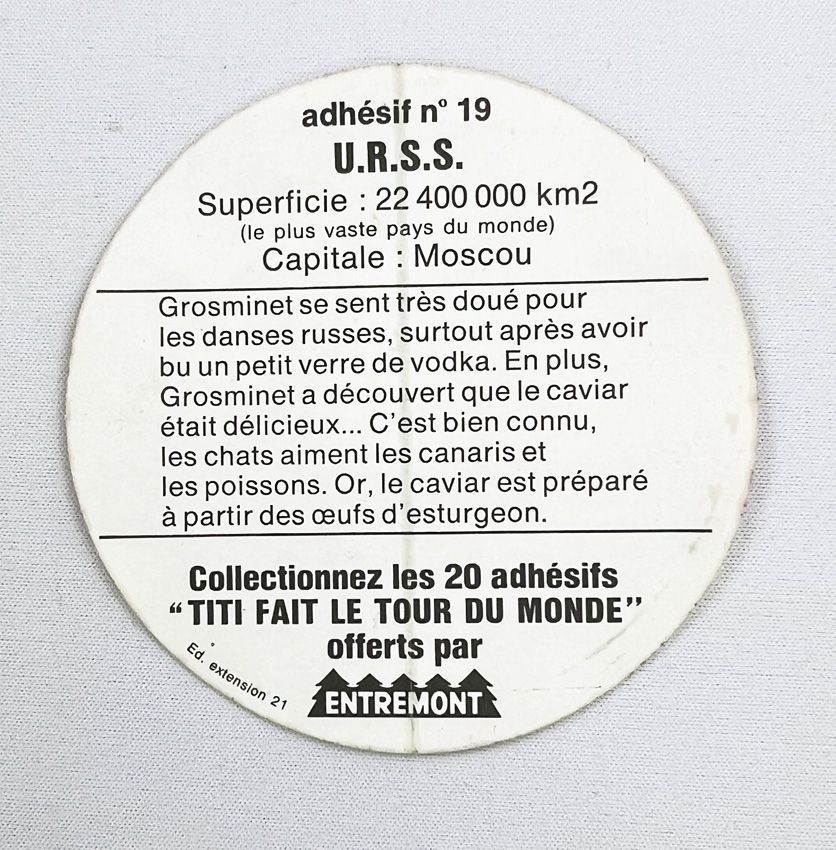 adhésif n° 19
U.R.S.S.
Superficie : 22 400 000 km2
(le plus vaste pays du monde)
Capitale : Moscou
Grosminet se sent très doué pour
les danses russes, surtout après avoir
bu un petit verre de vodka. En plus,
Grosminet a découvert que le caviar
était délicieux... C'est bien connu,
les chats aiment les canaris et
les poissons. Or, le caviar est préparé
à partir des œufs d'esturgeon.
Collectionnez les 20 adhésifs
“TITI FAIT LE TOUR DU MONDE”
offerts par
ENTREMONT
Ed. extension 21